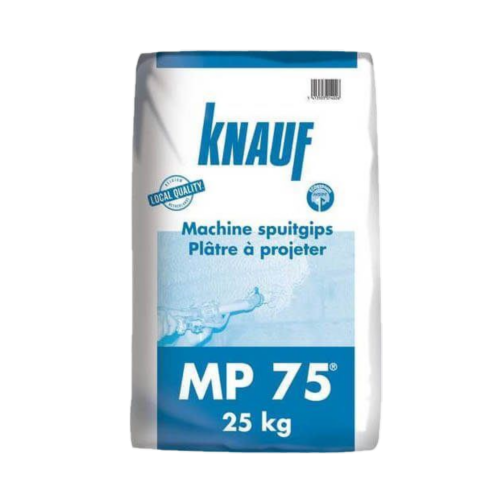 KNAUF
LOCAL QUALITY
Machine spuitgips
Plâtre à projeter
MP 75®
25 kg